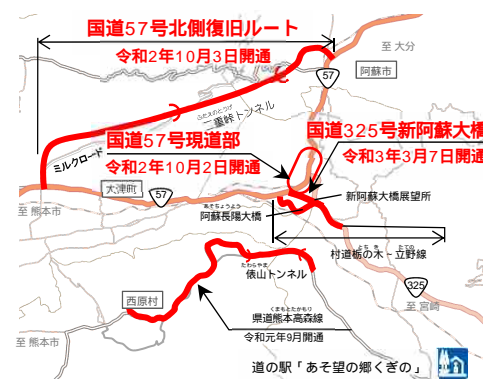 国道57号北側復旧ルート
令和2年10月3日開通
至 大分
57
阿蘇市
ふたえのとうげ
二重峠トンネル
ミルクロード
国道57号現道部
令和2年10月2日開通
国道325号新阿蘇大橋
令和3年3月7日開通
大津町
57
至 熊本市
新阿蘇大橋展望所
あそちょうよう
阿蘇長陽大橋
とち き たての
村道栃の木~立野線
たわらやま
俵山トンネル
325
至 宮崎
西原村
くまもとたかもり
県道熊本高森線
令和元年9月開通
至 熊本市
道の駅「あそ望の郷くぎの」